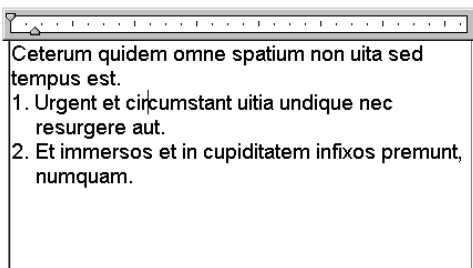 Ceterum quidem omne spatium non uita sed
tempus est.
1. Urgent et circumstant uitia undique nec
resurgere aut.
2. Et immersos et in cupiditatem infixos premunt,
numquam.